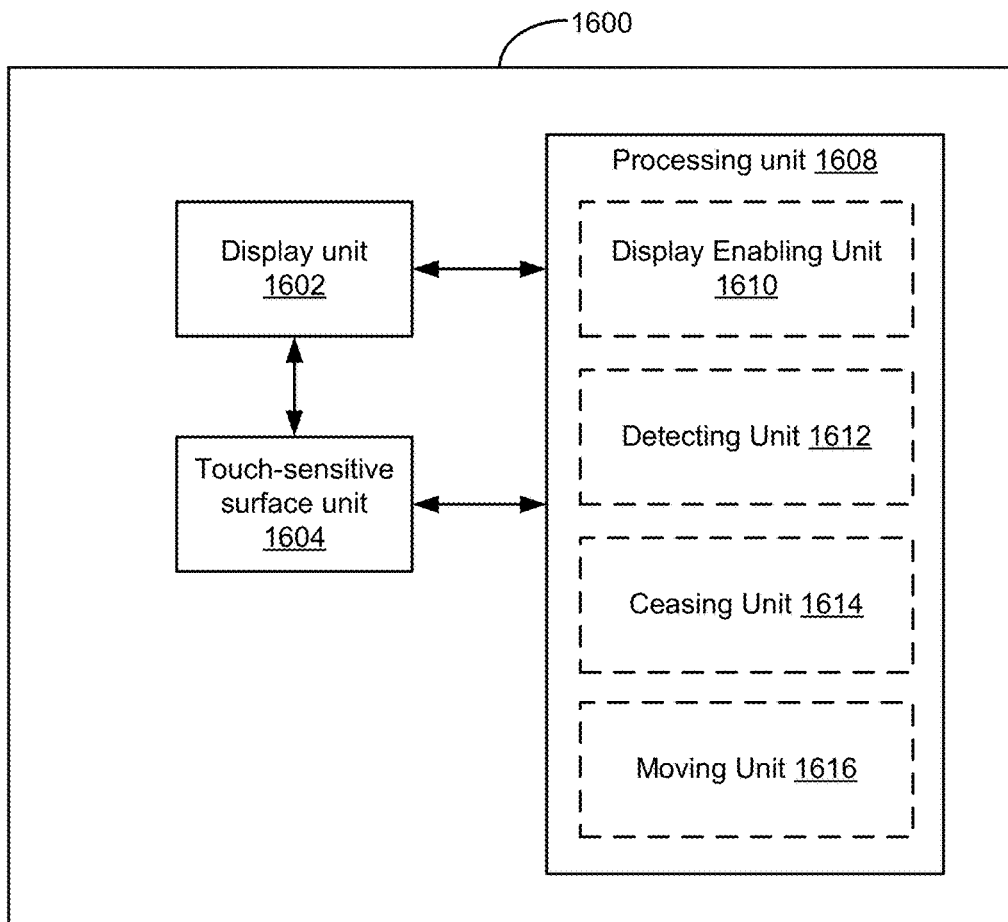 1600
Processing unit 1608
Display unit
1602
Display Enabling Unit
1610
Detecting Unit 1612
Touch-sensitive
surface unit
1604
Ceasing Unit 1614
Moving Unit 1616